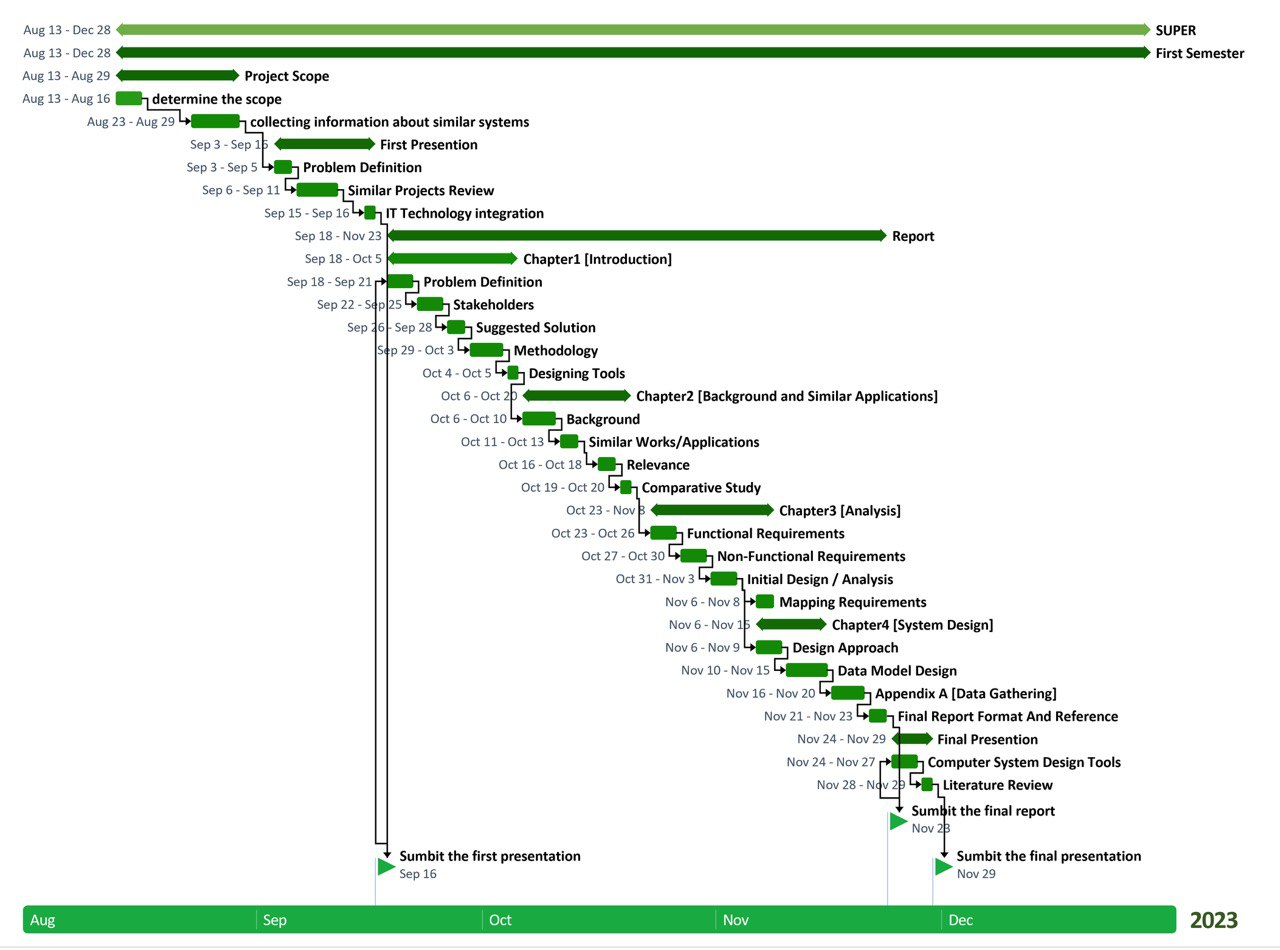 Aug 13 - Dec 28 SUPER
Aug 13 - Dec 28 First Semester
Aug 13 - Aug 29 Project Scope
Aug 13 - Aug 16 determine the scope
Aug 23 - Aug 29 collecting information about similar systems
Sep 3 - Sep 16 First Presention
Sep 3 - Sep 5 Problem Definition
Sep 6 - Sep 11 Similar Projects Review
Sep 15 - Sep 16 IT Technology integration
Sep 18 - Nov 23 Report
Sep 18 - Oct 5 Chapter1 [Introduction]
Sep 18 - Sep 21 Problem Definition
Sep 22 - Sep 25 Stakeholders
Sep 26 - Sep 28 Suggested Solution
Sep 29 - Oct 3 Methodology
Oct 4 - Oct 5 Designing Tools
Oct 6 - Oct 20 Chapter2 [Background and Similar Applications]
Oct 6 - Oct 10 Background
Oct 11 - Oct 13 Similar Works/Applications
Oct 16 - Oct 18 Relevance
Oct 19 - Oct 20 Comparative Study
Oct 23 - Nov 8 Chapter3 [Analysis]
Oct 23 - Oct 26 Functional Requirements
Oct 27 - Oct 30 Non-Functional Requirements
Oct 31 - Nov 3 Initial Design / Analysis
Nov 6 - Nov 8 Mapping Requirements
Nov 6 - Nov 15 Chapter4 [System Design]
Nov 6 - Nov 9 Design Approach
Nov 10 - Nov 15 Data Model Design
Nov 16 - Nov 20 Appendix A [Data Gathering]
Nov 21 - Nov 23 Final Report Format And Reference
Nov 24 - Nov 29 Final Presention
Nov 24 - Nov 27 Computer System Design Tools
Nov 28 - Nov 29 Literature Review
Sumbit the final report
Nov 23
Sumbit the first presentation
Sep 16
Sumbit the final presentation
Nov 29
Aug Sep Oct Nov Dec 2023